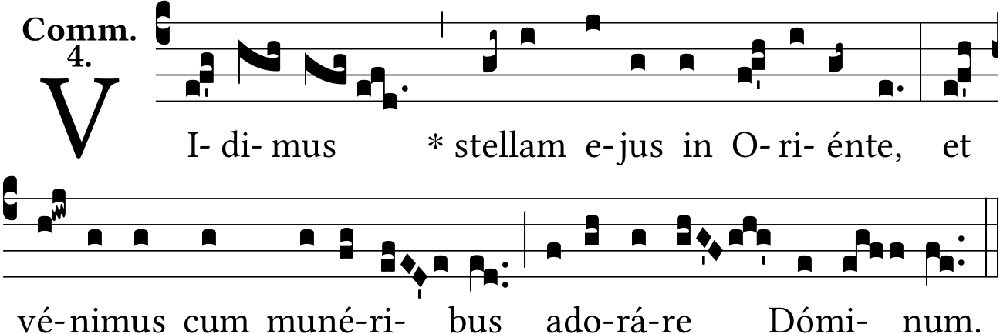 Comm.
4.
VI- di- mus * stellam e- jus in O- ri- énte, et
vé- nimus cum muné- ri- bus ado- rá- re Dómi- num.